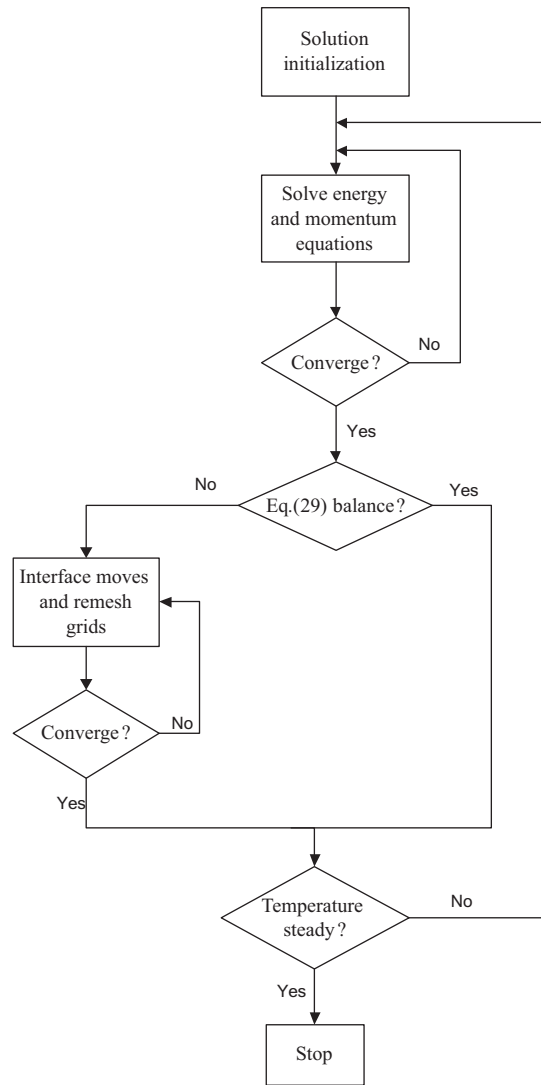 Solution
initialization
Solve energy
and momentum
equations
No
Converge?
Yes
No
Eq.(29) balance?
Yes
Interface moves
and remesh
grids
Converge?
No
Yes
Temperature
steady?
No
Yes
Stop